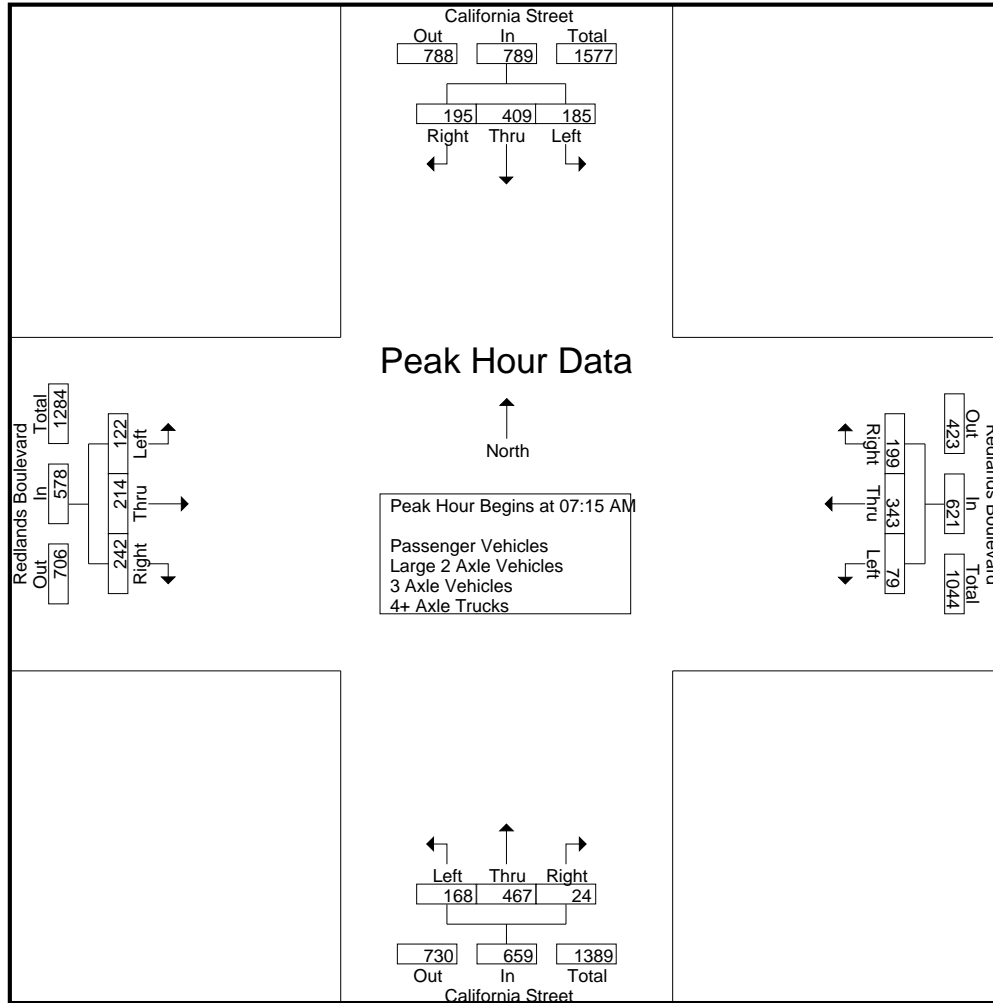 California Street
Out In Total
788 789 1577
195 409 185
Right Thru Left
Peak Hour Data
North
Peak Hour Begins at 07:15 AM
Passenger Vehicles
Large 2 Axle Vehicles
3 Axle Vehicles
4+ Axle Trucks
Redlands Boulevard
Out In Total
706 578 1284
122 214 242
Left Thru Right
Redlands Boulevard
Out In Total
423 621 1044
199 343 79
Right Thru Left
Left Thru Right
168 467 24
730 659 1389
Out In Total
California Street